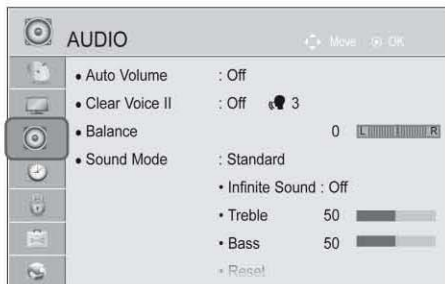 AUDIO Move OK
• Auto Volume : Off
• Clear Voice II : Off 3
• Balance 0 L R
• Sound Mode : Standard
• Infinite Sound : Off
• Treble 50
• Bass 50
• Reset